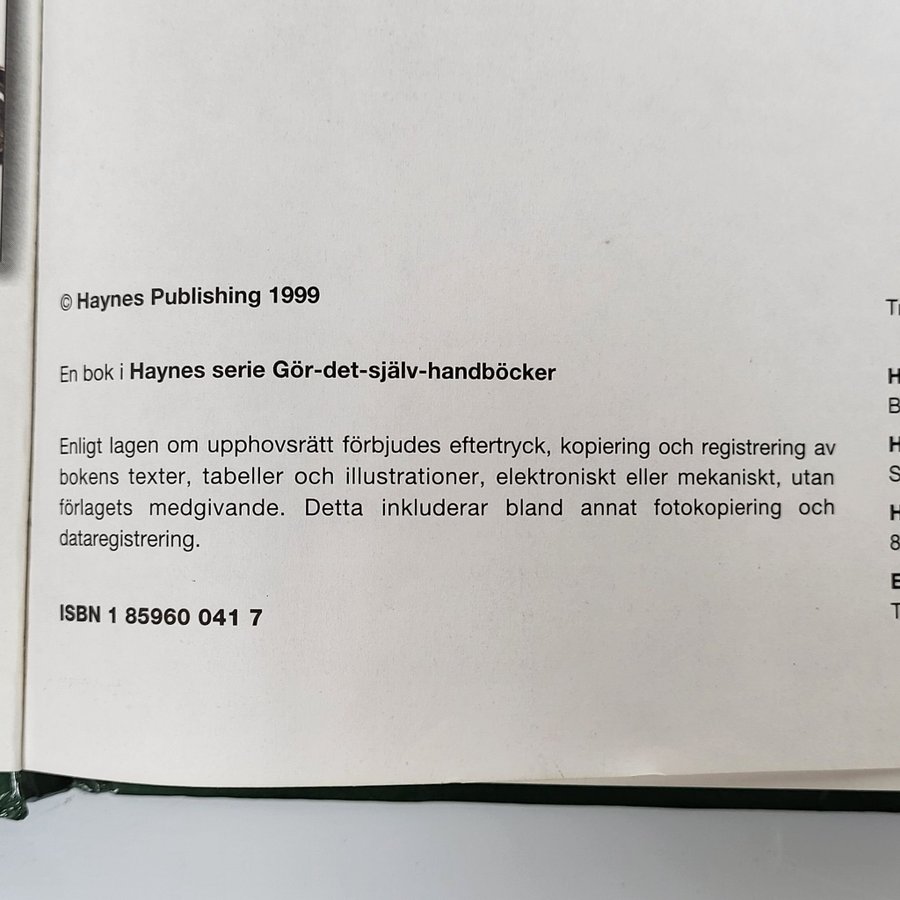 © Haynes Publishing 1999
En bok i Haynes serie Gör-det-själv-handböcker
Enligt lagen om upphovsrätt förbjudes eftertryck, kopiering och registrering av
bokens texter, tabeller och illustrationer, elektroniskt eller mekaniskt, utan
förlagets medgivande. Detta inkluderar bland annat fotokopiering och
dataregistrering.
ISBN 1 85960 041 7